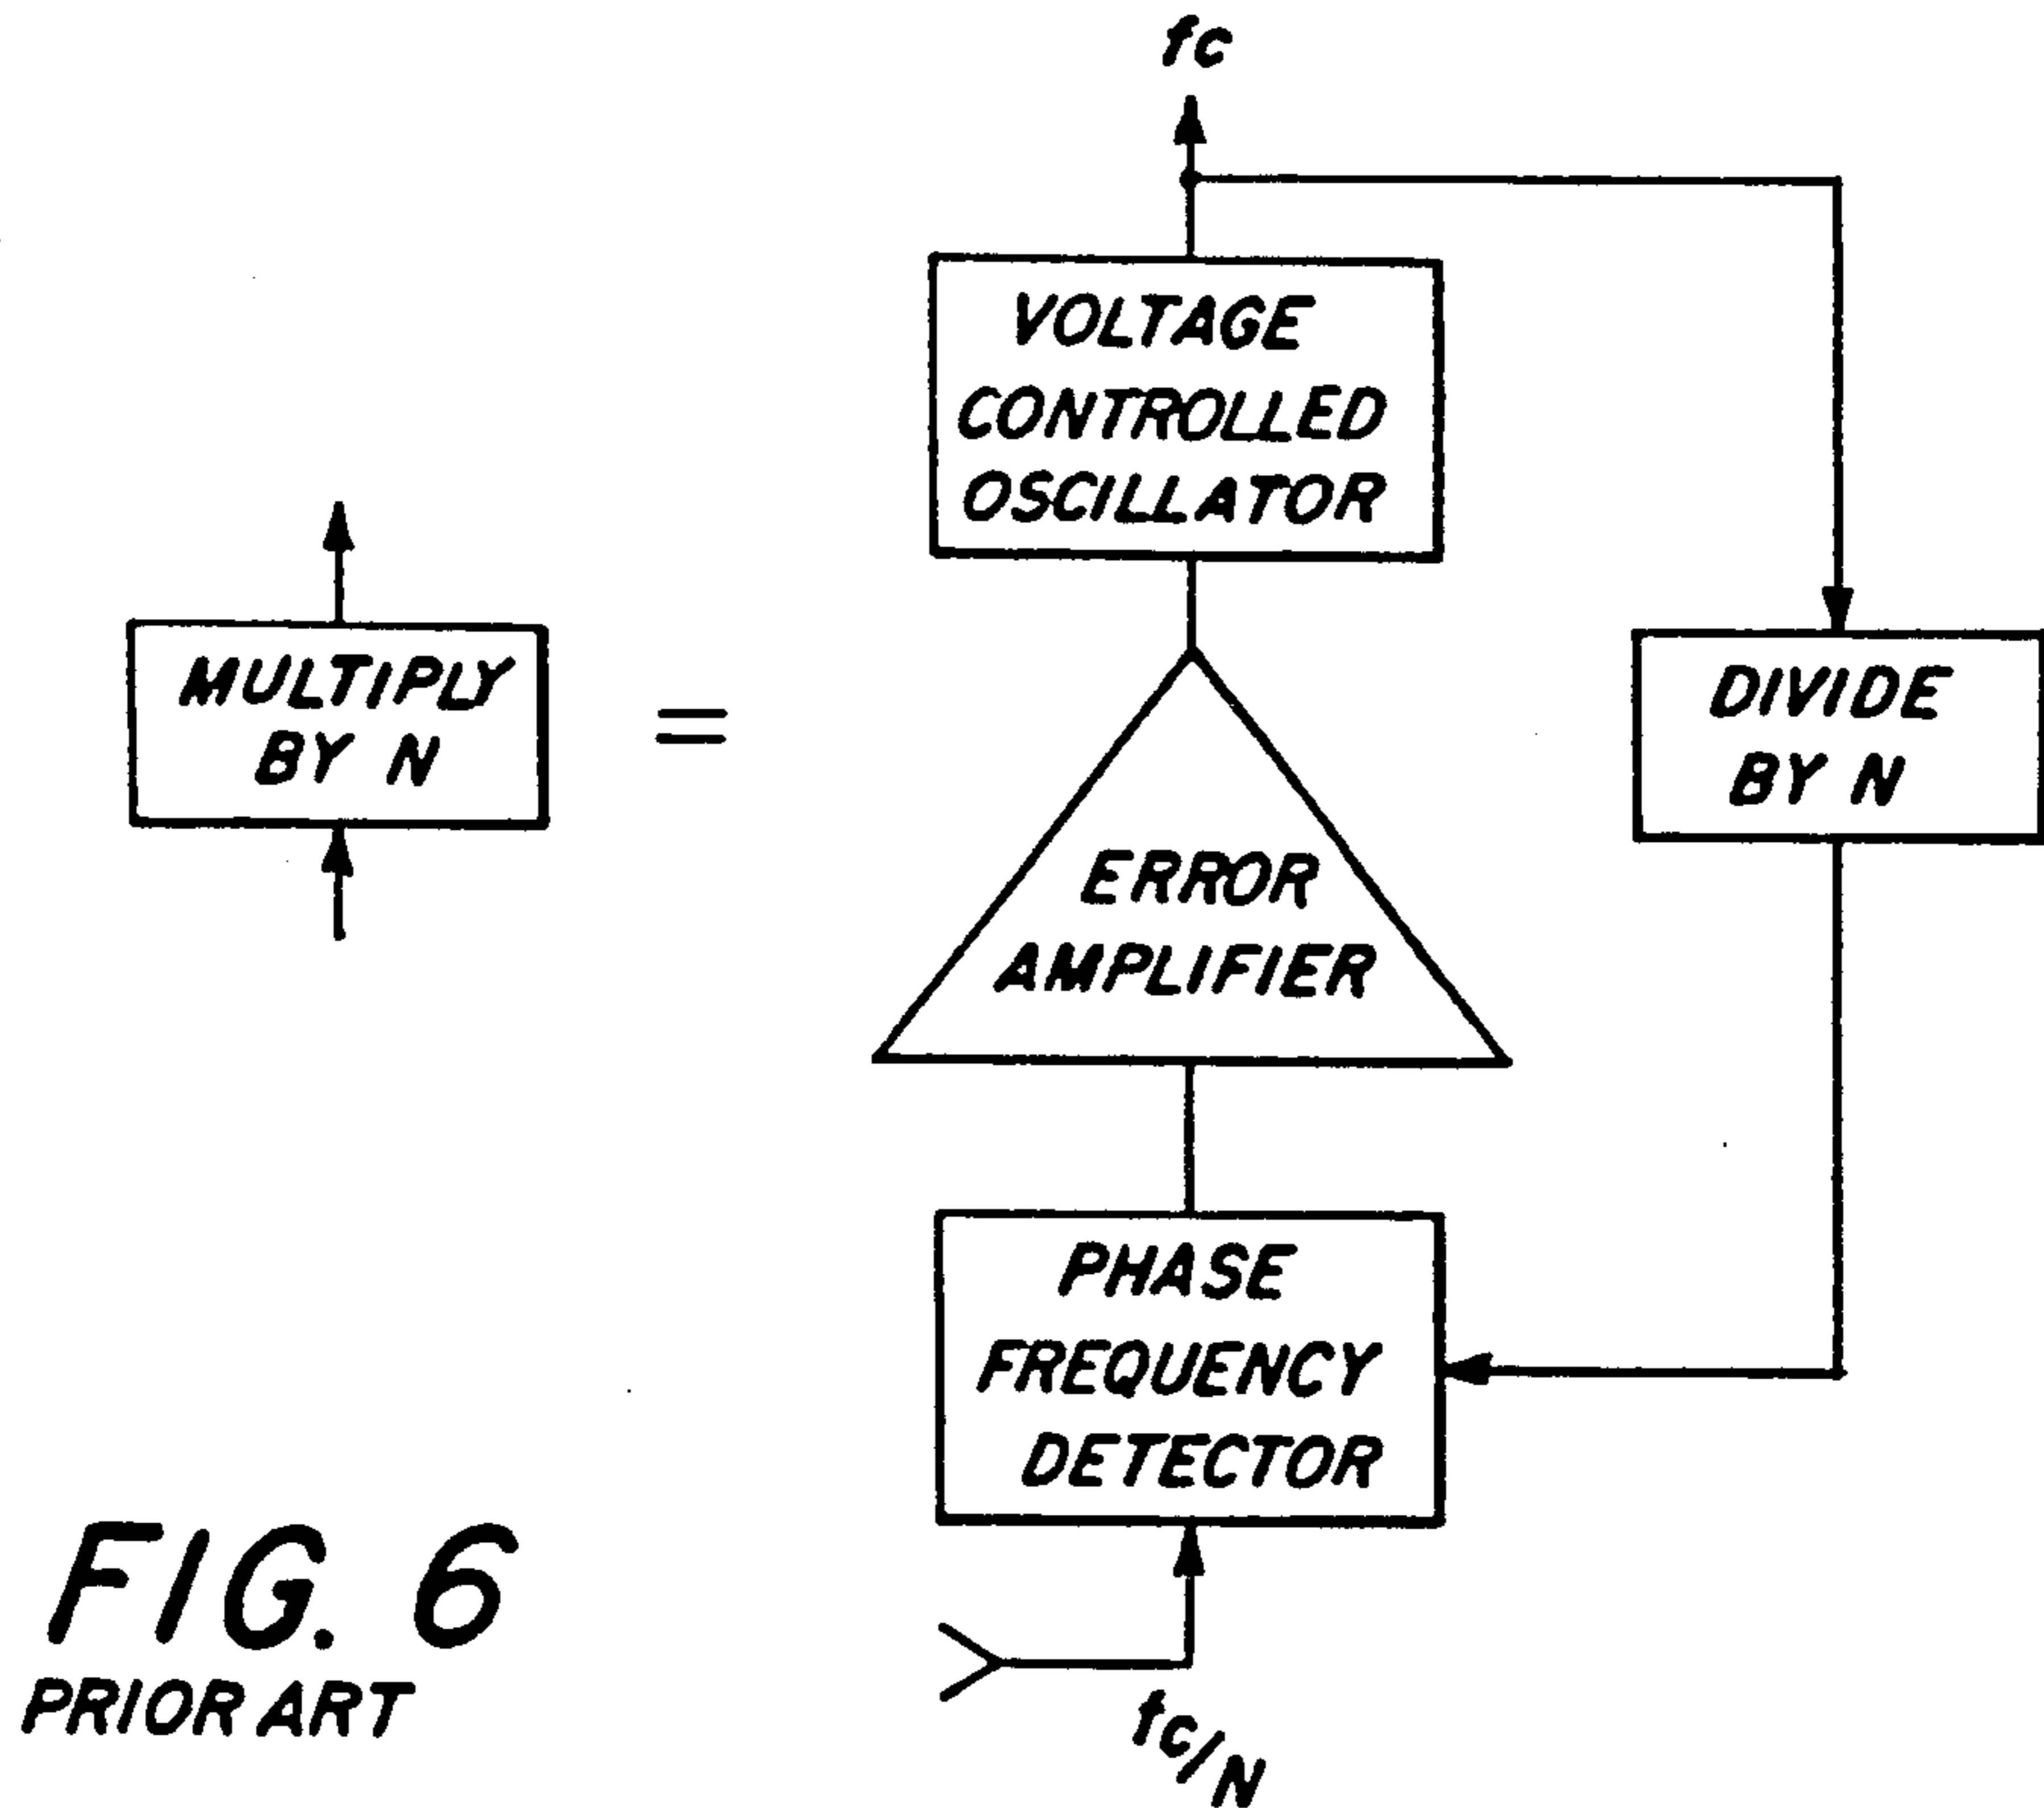 fc
VOLTAGE
CONTROLLED
OSCILLATOR
MULTIPLY
BY N
=
DIVIDE
BY N
ERROR
AMPLIFIER
PHASE
FREQUENCY
DETECTOR
fc/N
FIG. 6
PRIOR ART